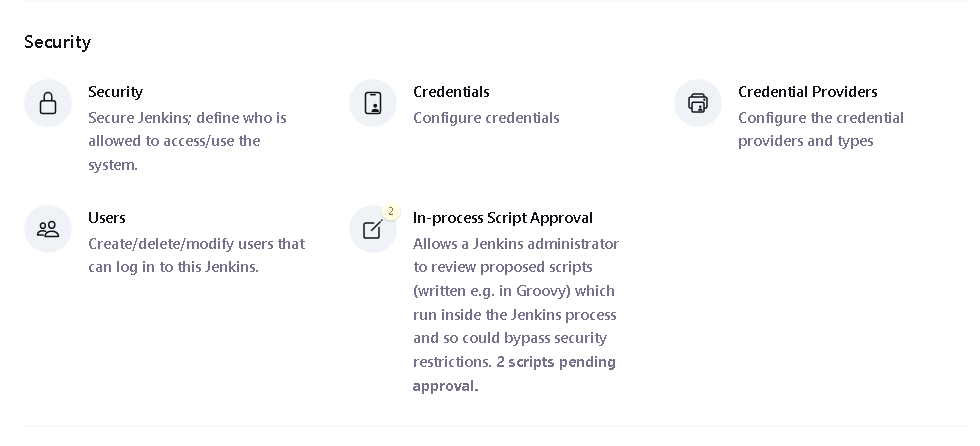 Security
Security
Secure Jenkins; define who is
allowed to access/use the
system.
Credentials
Configure credentials
Credential Providers
Configure the credential
providers and types
Users
Create/delete/modify users that
can log in to this Jenkins.
2
In-process Script Approval
Allows a Jenkins administrator
to review proposed scripts
(written e.g. in Groovy) which
run inside the Jenkins process
and so could bypass security
restrictions. 2 scripts pending
approval.